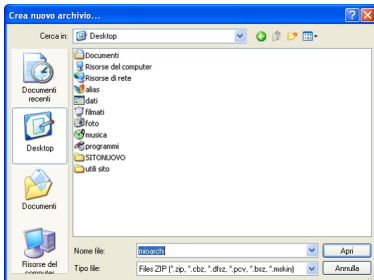 Crea nuovo archivio...
Cerca in: Desktop
Documenti recenti
Desktop
Documenti
Risorse del computer
Documenti
Risorse del computer
Risorse di rete
alias
dati
filmati
foto
musica
programmi
SITONUOVO
utili sito
Nome file: mioarchi
Apri
Tipo file: Files ZIP (*.zip, *.cbz, *.dfsz, *.pcv, *.bsz, *.mskin)
Annulla